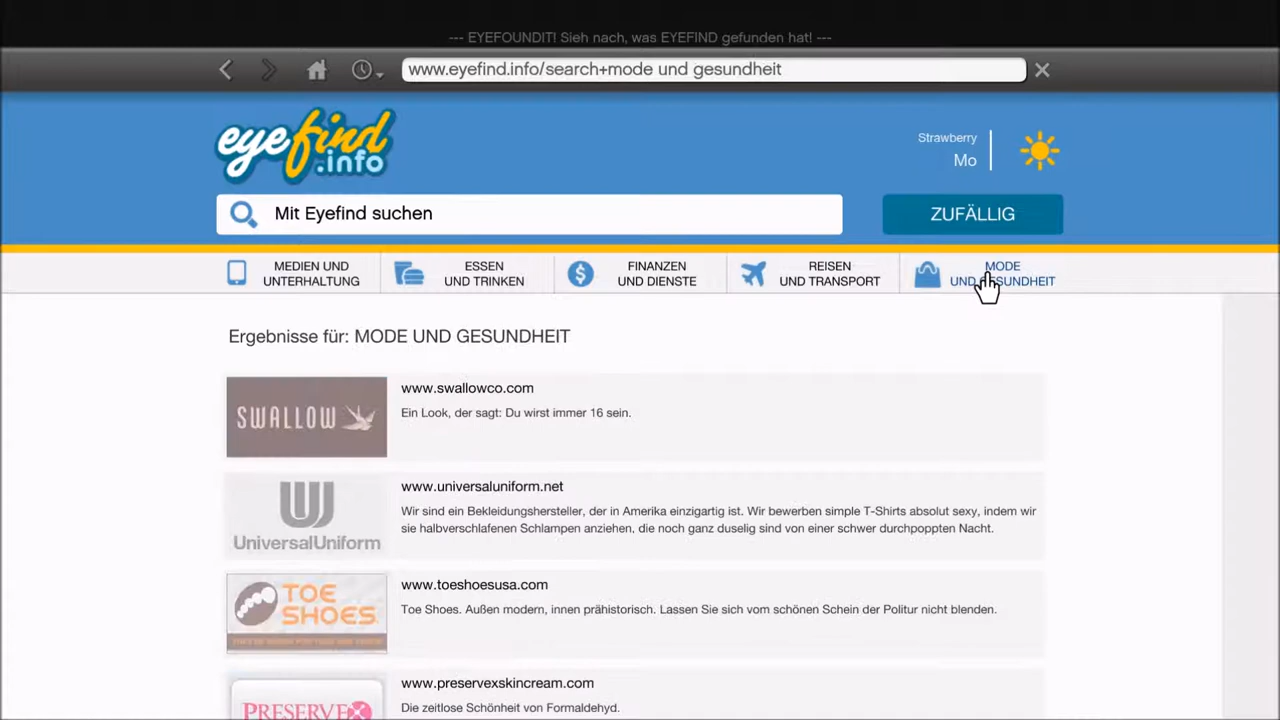 --- EYEFOUNDIT! Sieh nach, was EYEFIND gefunden hat! ---
www.eyefind.info/search+mode und gesundheit
eyefind
.info
Strawberry
Mo
Mit Eyefind suchen
ZUFÄLLIG
MEDIEN UND
UNTERHALTUNG
ESSEN
UND TRINKEN
FINANZEN
UND DIENSTE
REISEN
UND TRANSPORT
MODE
UND GESUNDHEIT
Ergebnisse für: MODE UND GESUNDHEIT
SWALLOW
www.swallowco.com
Ein Look, der sagt: Du wirst immer 16 sein.
UniversalUniform
www.universaluniform.net
Wir sind ein Bekleidungshersteller, der in Amerika einzigartig ist. Wir bewerben simple T-Shirts absolut sexy, indem wir
sie halbverschlafenen Schlampen anziehen, die noch ganz duselig sind von einer schwer durchpoppten Nacht.
TOE
SHOES
www.toeshoesusa.com
Toe Shoes. Außen modern, innen prähistorisch. Lassen Sie sich vom schönen Schein der Politur nicht blenden.
PRESERVEX
www.preservexskincream.com
Die zeitlose Schönheit von Formaldehyd.